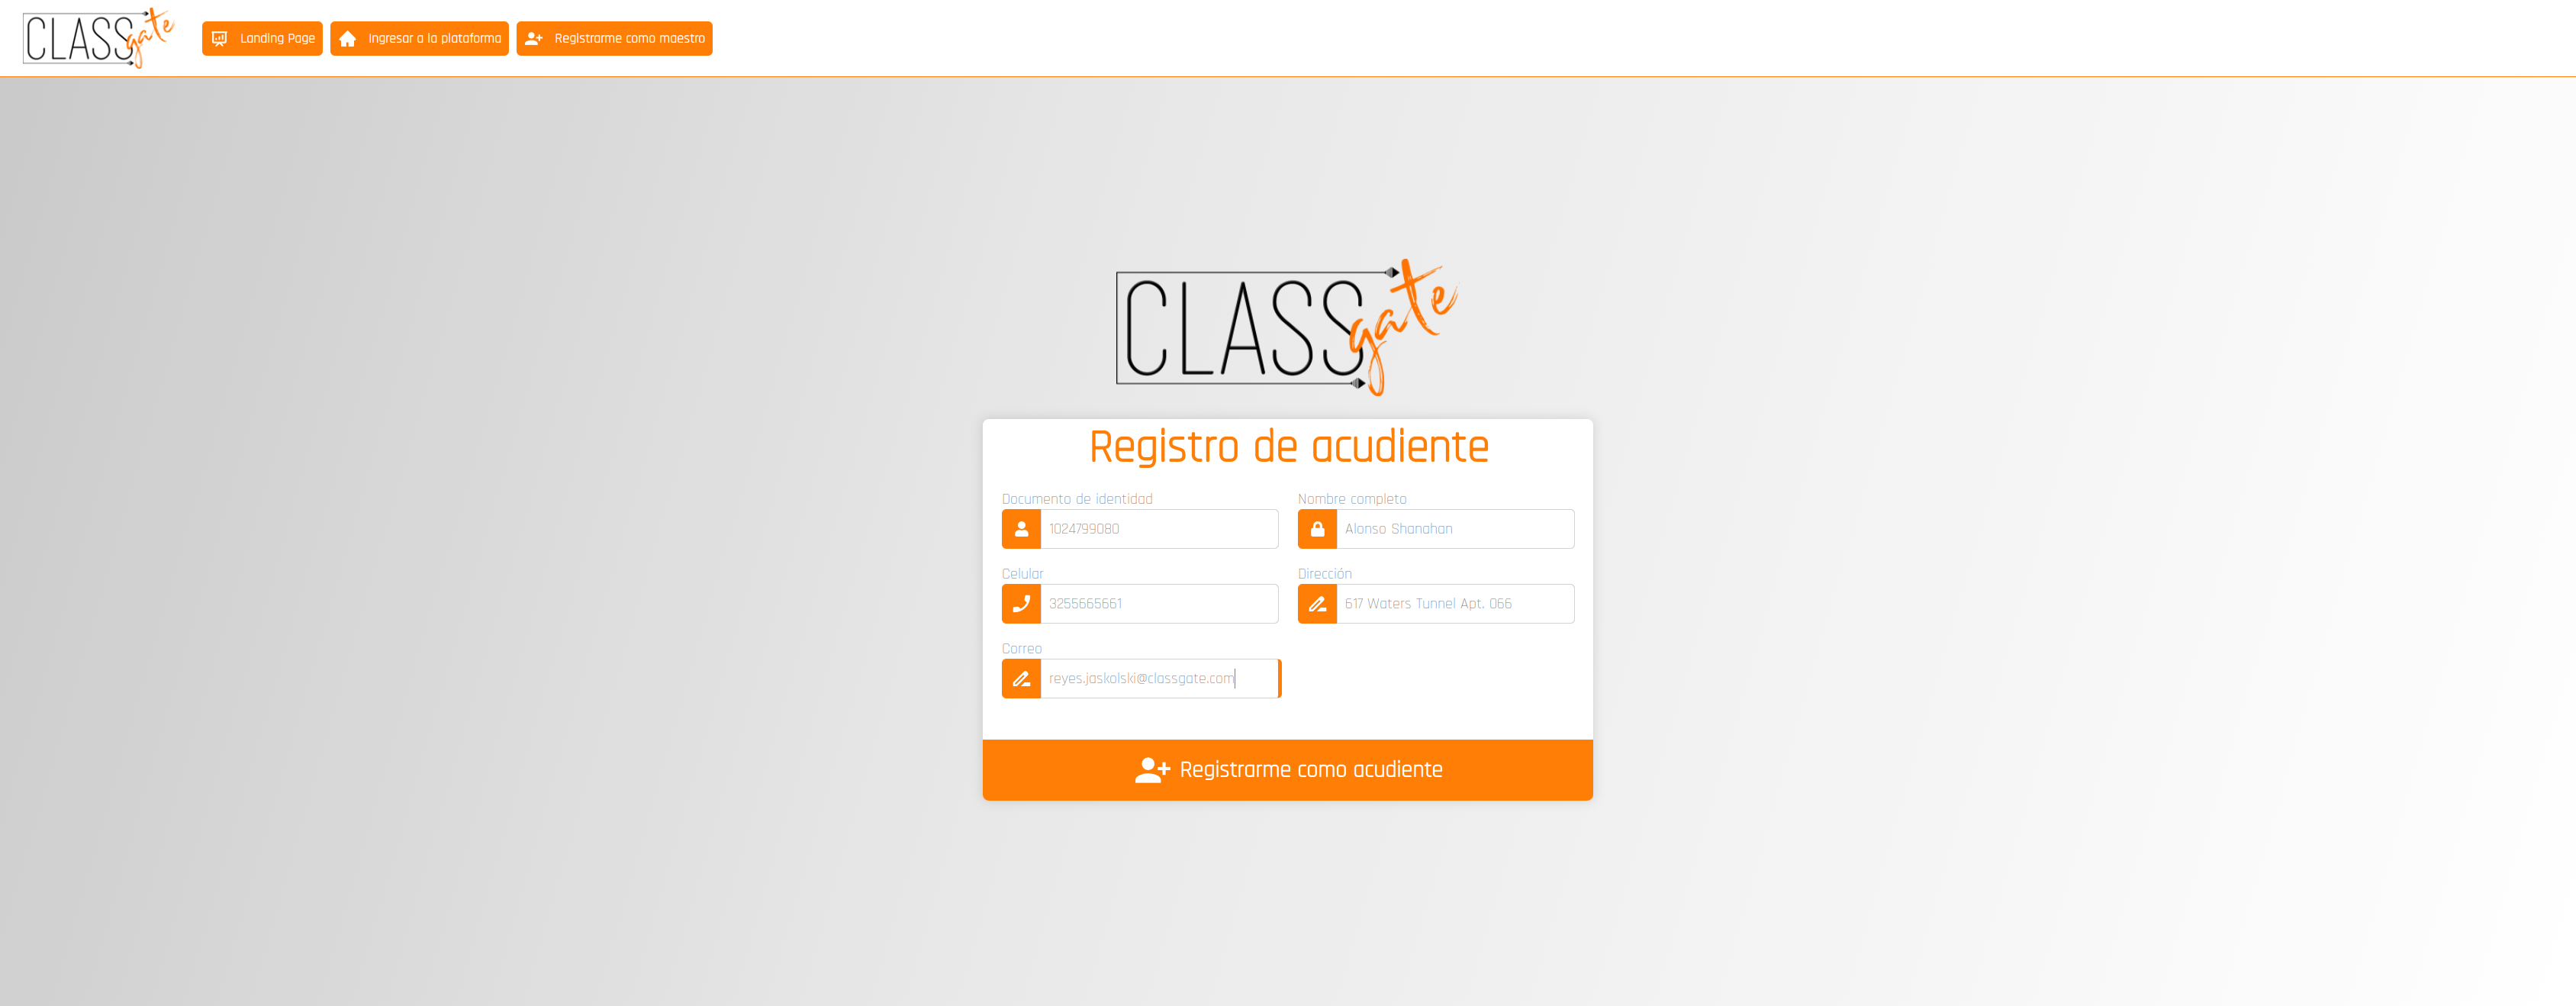 CLASSgate
Landing Page
Ingresar a la plataforma
Registrarme como maestro
CLASSgate
Registro de acudiente
Documento de identidad
1024799080
Nombre completo
Alonso Shanahan
Celular
3255665661
Dirección
617 Waters Tunnel Apt. 066
Correo
reyes.jaskolski@classgate.com
Registrarme como acudiente